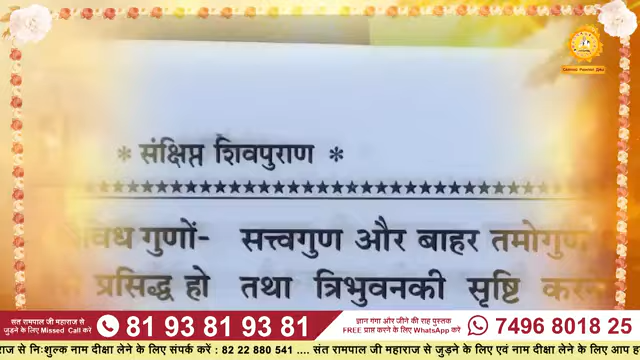 * संक्षिप्त शिवपुराण *
गुणों- सत्त्वगुण और बाहर तमोगुण
प्रसिद्ध हो तथा त्रिभुवनकी सृष्टि
संत रामपाल जी महाराज से
जुड़ने के लिए Missed Call करें
81 93 81 93 81
ज्ञान गंगा और जीने की राह पुस्तक
FREE प्राप्त करने के लिए WhatsApp करें
7496 8018 25
से निःशुल्क नाम दीक्षा लेने के लिए संपर्क करें : 82 22 880 541 .... संत रामपाल जी महाराज से जुड़ने के लिए एवं नाम दीक्षा लेने के लिए आप